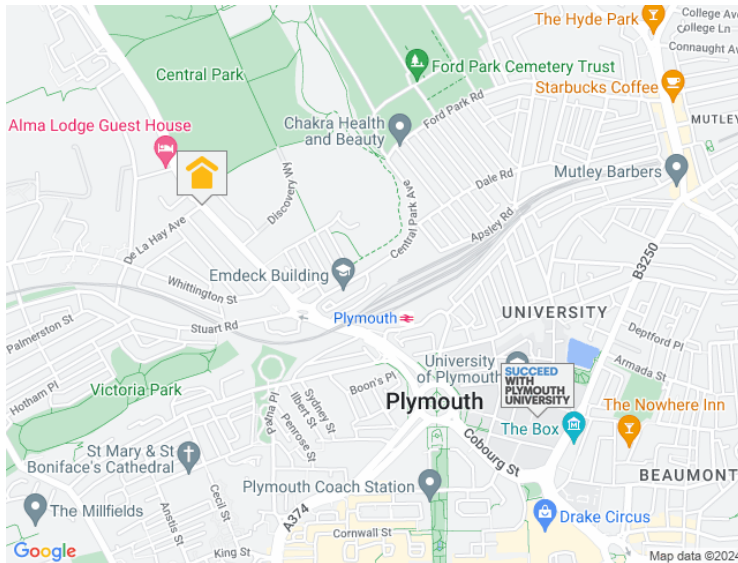 The Hyde Park
College Ave
College Ln
Connaught Av
Central Park
Ford Park Cemetery Trust
Starbucks Coffee
MUTLEY
Alma Lodge Guest House
Chakra Health
and Beauty
Ford Park Rd
Mutley Barbers
Dale Rd
Discovery Wy
Central Park Ave
Apsley Rd
De La Hay Ave
B3250
Emdeck Building
Whittington St
UNIVERSITY
Palmerston St
Stuart Rd
Plymouth
Deptford Pl
Armada St
Victoria Park
Hotham Pl
Boon's Pl
University
of Plymouth
SUCCEED
WITH
PLYMOUTH
UNIVERSITY
Patna Pl
Sydney St
Ilbert St
Penrose St
Plymouth
The Nowhere Inn
The Box
Cobourg St
St Mary & St
Boniface's Cathedral
BEAUMONT
Plymouth Coach Station
The Millfields
Anstis St
Cecil St
A374
Drake Circus
Cornwall St
King St
Google
Map data ©2024